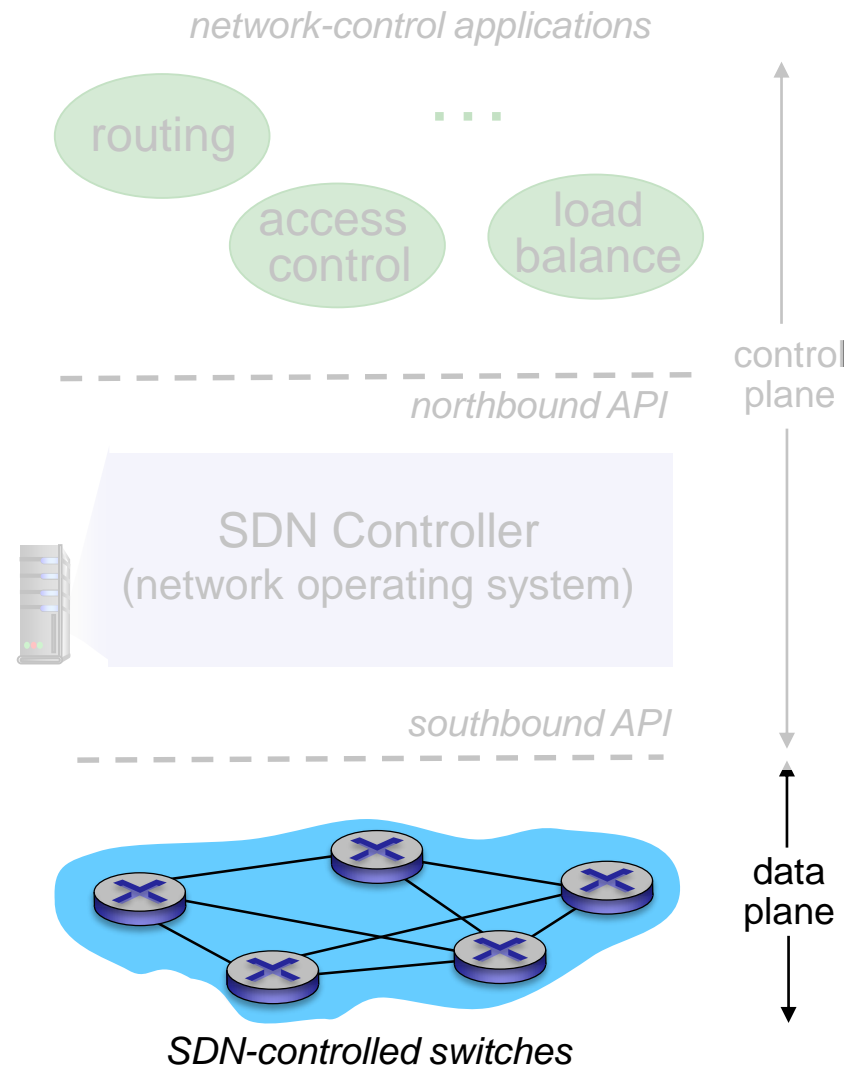 network-control applications
routing
...
access
control
load
balance
control
plane
northbound API
SDN Controller
(network operating system)
southbound API
data
plane
SDN-controlled switches